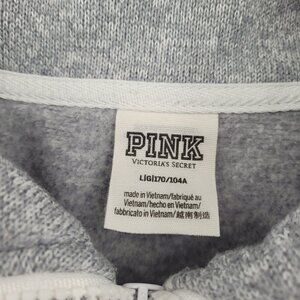 PINK
VICTORIA'S SECRET
L|G|170/104A
made in Vietnam/fabriqué au
Vietnam/hecho en Vietnam/
fabbricato in Vietnam/越南制造